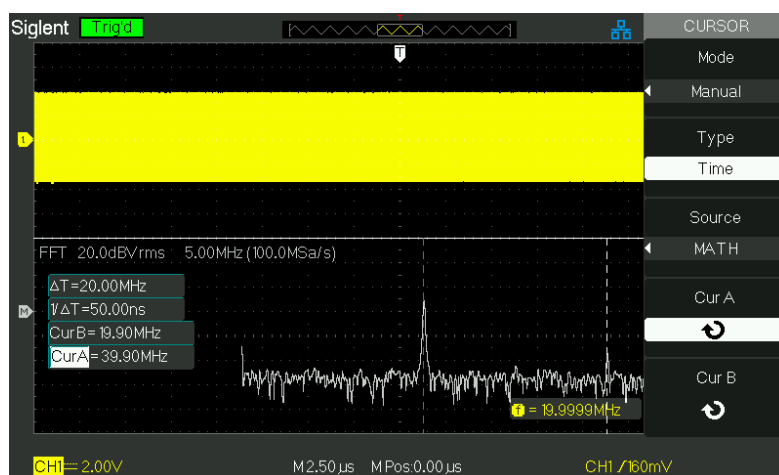 Siglent Trig'd
T
CURSOR
Mode
Manual
Type
Time
Source
MATH
Cur A
Cur B
1
FFT 20.0dBVrms 5.00MHz (100.0MSa/s)
ΔT=20.00MHz
1/ΔT=50.00ns
CurB=19.90MHz
CurA=39.90MHz
M
f = 19.9999MHz
CH1 2.00V M 2.50µs M Pos:0.00µs CH1 /160mV